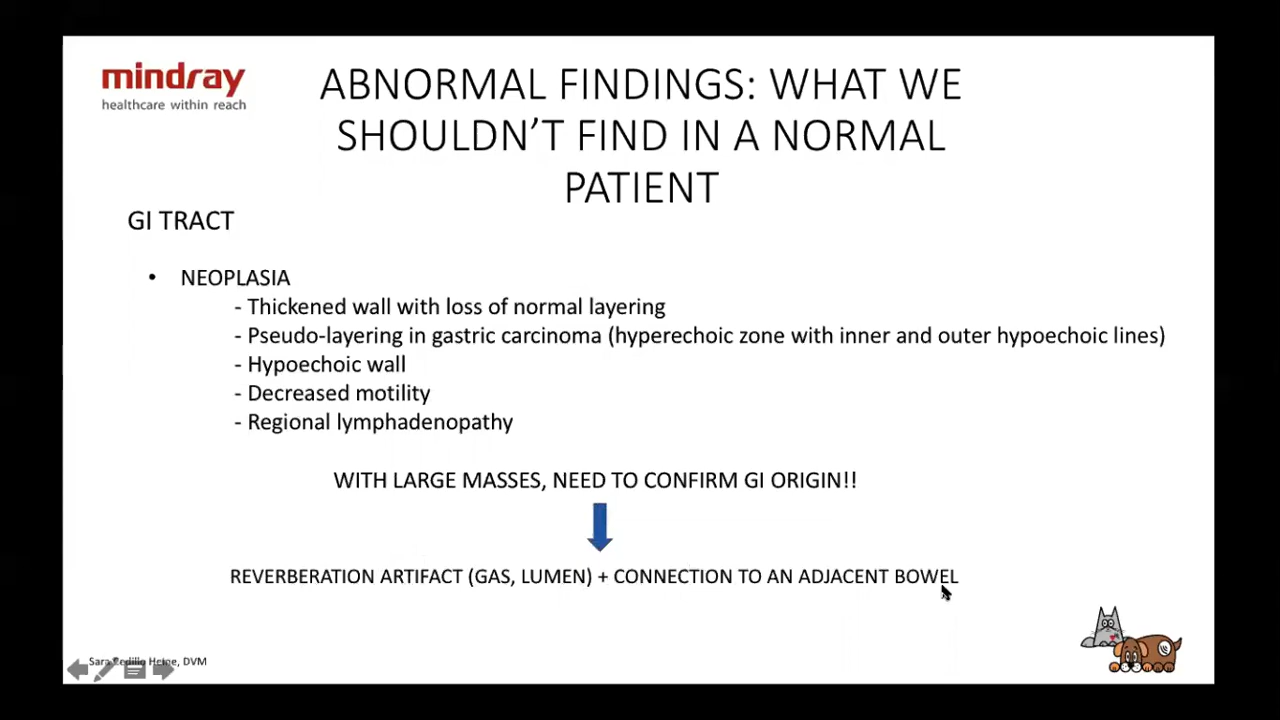 mindray
healthcare within reach
ABNORMAL FINDINGS: WHAT WE
SHOULDN'T FIND IN A NORMAL
PATIENT
GI TRACT
• NEOPLASIA
- Thickened wall with loss of normal layering
- Pseudo-layering in gastric carcinoma (hyperechoic zone with inner and outer hypoechoic lines)
- Hypoechoic wall
- Decreased motility
- Regional lymphadenopathy
WITH LARGE MASSES, NEED TO CONFIRM GI ORIGIN!!
REVERBERATION ARTIFACT (GAS, LUMEN) + CONNECTION TO AN ADJACENT BOWEL
Sara Cedillo, DVM